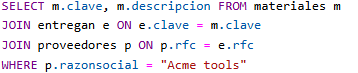 SELECT m.clave, m.descripcion FROM materiales m
JOIN entregan e ON e.clave = m.clave
JOIN proveedores p ON p.rfc = e.rfc
WHERE p.razonsocial = "Acme tools"